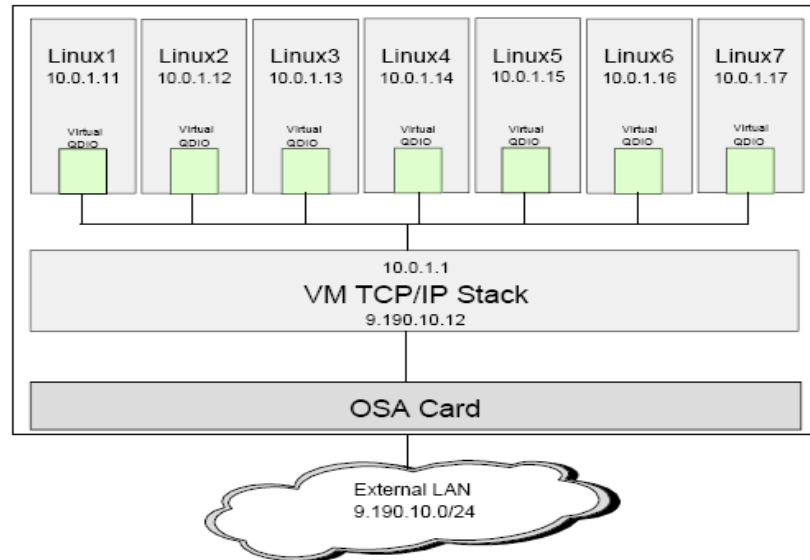 Linux1
10.0.1.11
Virtual
QDIO
Linux2
10.0.1.12
Virtual
QDIO
Linux3
10.0.1.13
Virtual
QDIO
Linux4
10.0.1.14
Virtual
QDIO
Linux5
10.0.1.15
Virtual
QDIO
Linux6
10.0.1.16
Virtual
QDIO
Linux7
10.0.1.17
Virtual
QDIO
10.0.1.1
VM TCP/IP Stack
9.190.10.12
OSA Card
External LAN
9.190.10.0/24